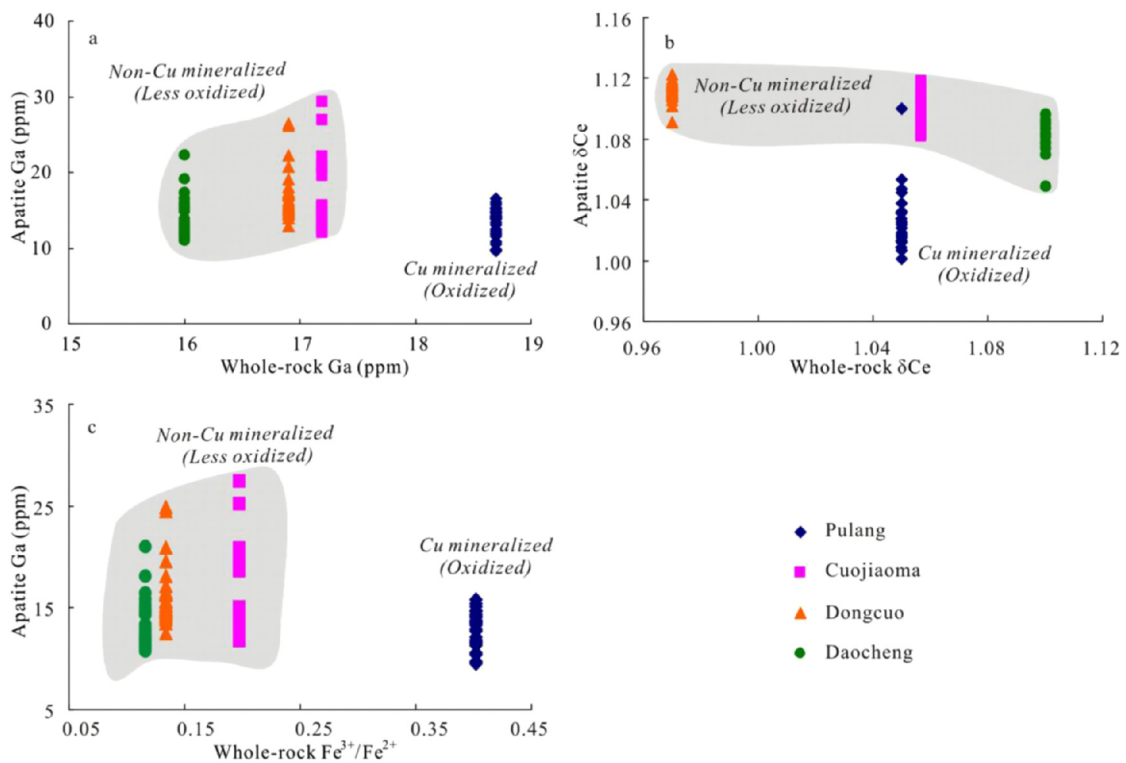 a
Non-Cu mineralized
(Less oxidized)
Cu mineralized
(Oxidized)
Apatite Ga (ppm)
40
30
20
10
0
15 16 17 18 19
Whole-rock Ga (ppm)
b
Non-Cu mineralized
(Less oxidized)
Cu mineralized
(Oxidized)
Apatite δCe
1.16
1.12
1.08
1.04
1.00
0.96
0.96 1.00 1.04 1.08 1.12
Whole-rock δCe
c
Non-Cu mineralized
(Less oxidized)
Cu mineralized
(Oxidized)
Apatite Ga (ppm)
35
25
15
5
0.05 0.15 0.25 0.35 0.45
Whole-rock Fe³⁺/Fe²⁺
Pulang
Cuojiaoma
Dongcuo
Daocheng